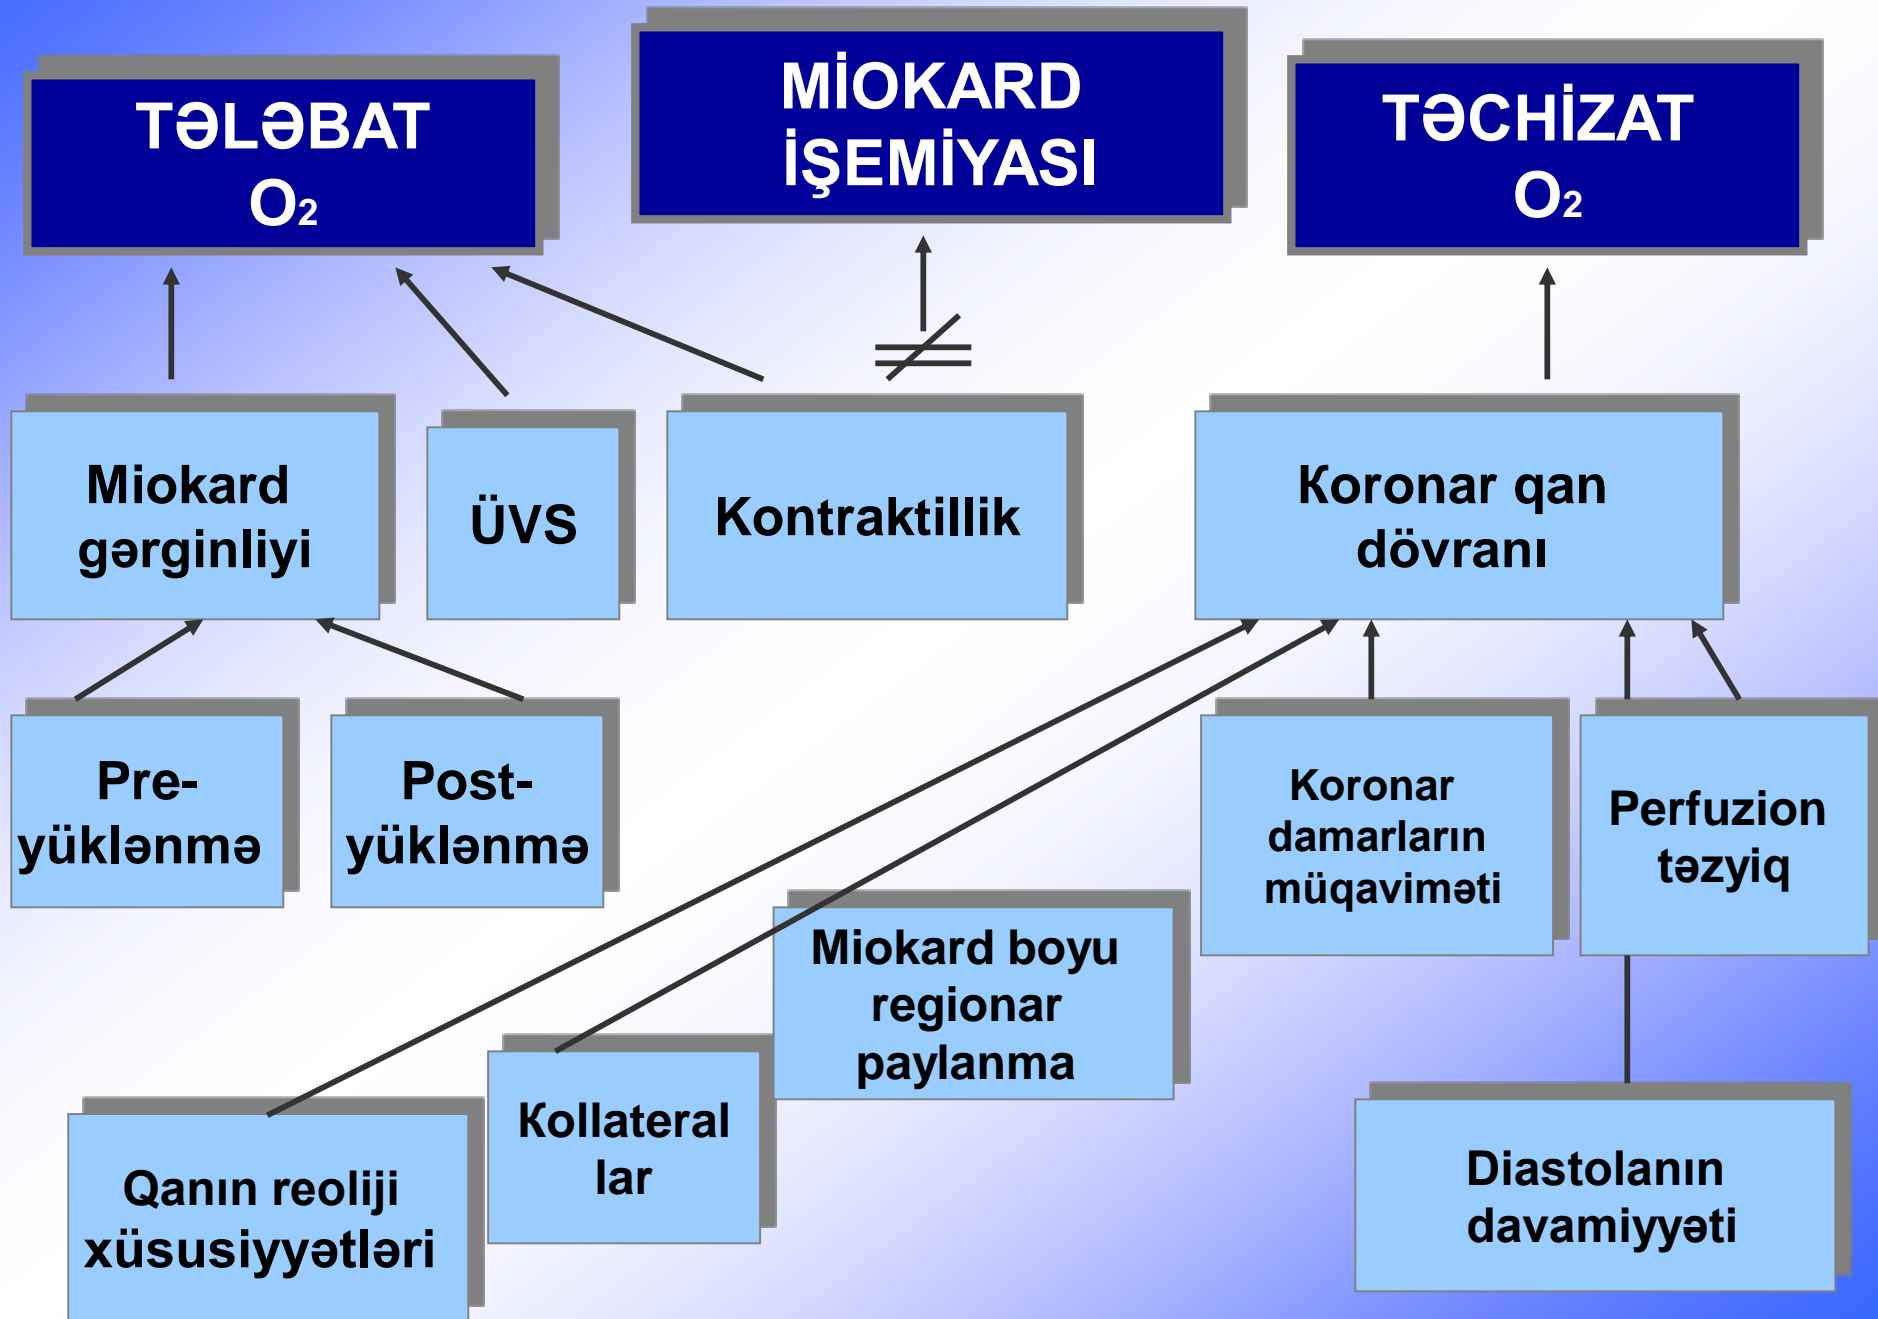 TƏLƏBAT
O₂
MİOKARD
İŞEMİYASI
TƏCHİZAT
O₂
Miokard
gərginliyi
ÜVS
Kontraktillik
Koronar qan
dövranı
Pre-
yüklənmə
Post-
yüklənmə
Koronar
damarların
müqaviməti
Perfuzion
təzyiq
Miokard boyu
regionar
paylanma
Kollateral
lar
Qanın reoliji
xüsusiyyətləri
Diastolanın
davamiyyəti